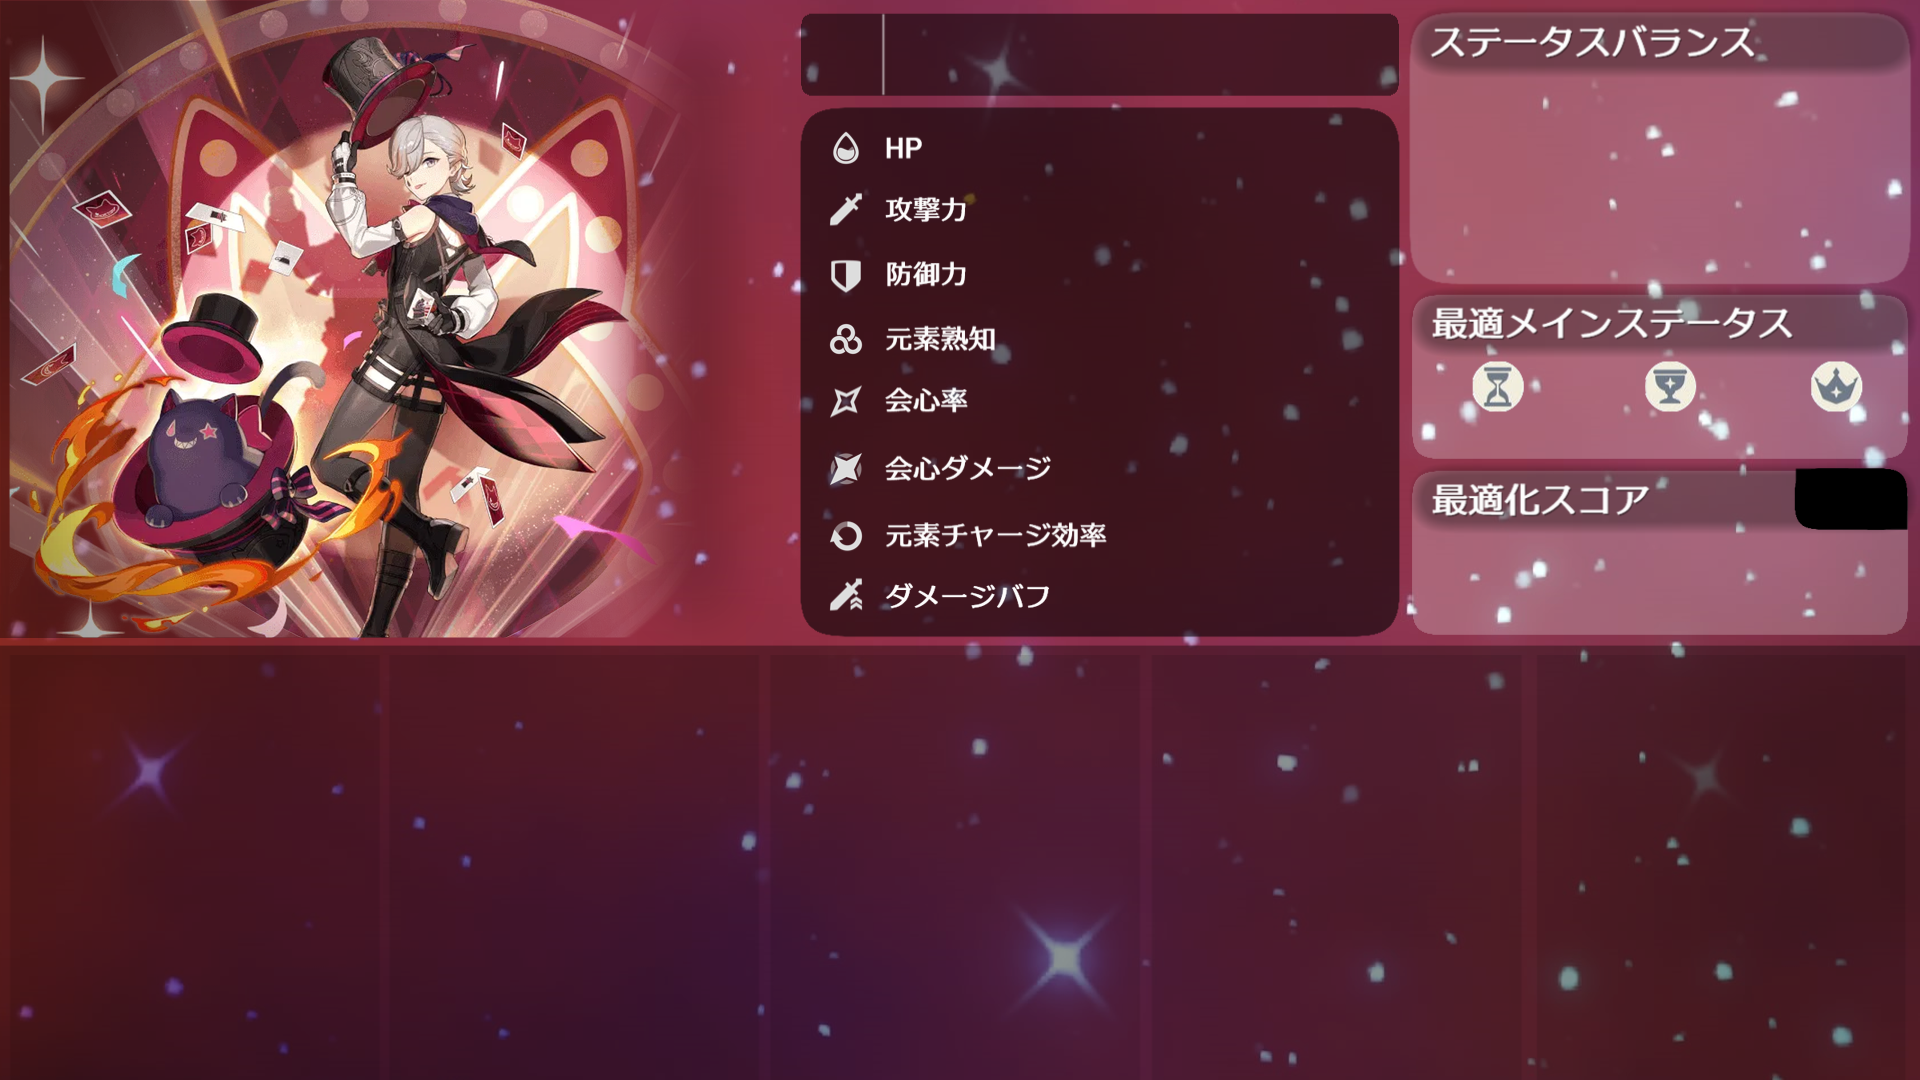 HP
攻撃力
防御力
元素熟知
会心率
会心ダメージ
元素チャージ効率
ダメージバフ
ステータスバランス
最適メインステータス
最適化スコア